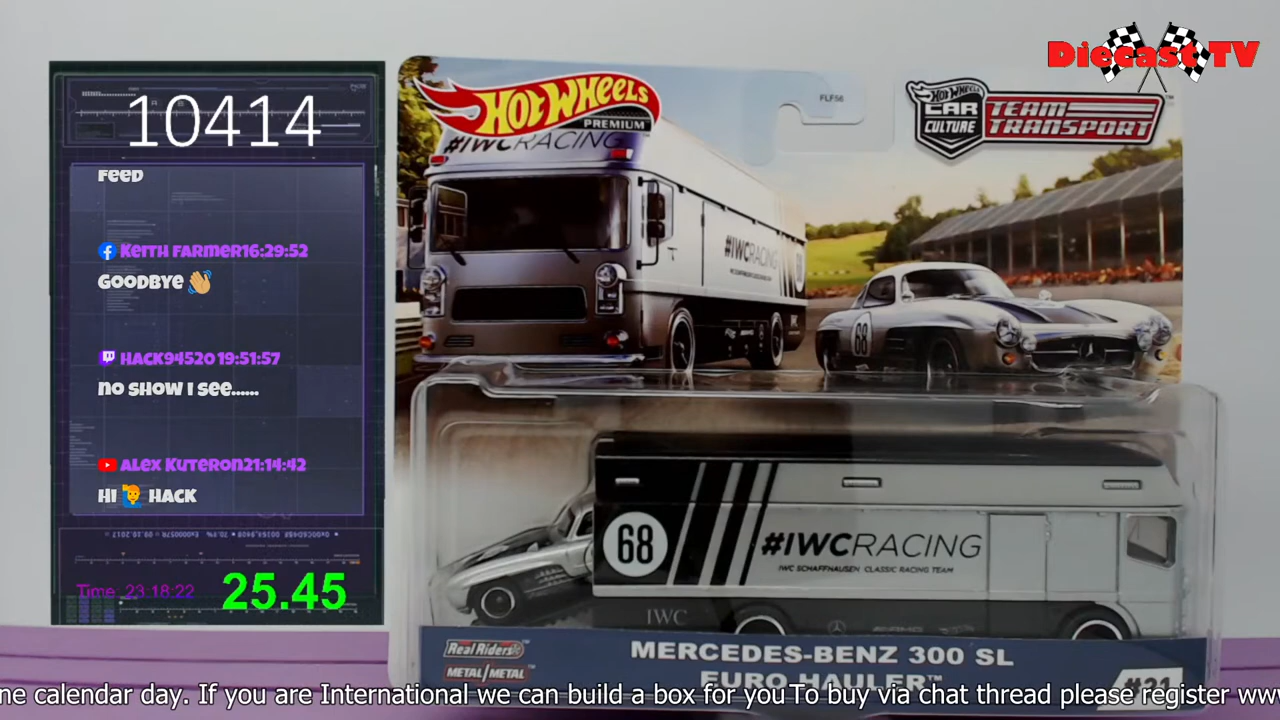 Diecast TV
10414
FEED
Keith Farmer16:29:52
GOODBYE 👋
HACK94520 19:51:57
NO SHOW I SEE......
Alex Kuteron21:14:42
HI 🙋‍♂️ HACK
Time 23:18:22
25.45
Hot Wheels
PREMIUM
FLF56
HOT WHEELS
CAR CULTURE
TEAM TRANSPORT
#IWCRACING
#IWCRACING
68
68
68
#IWCRACING
IWC SCHAFFHAUSEN CLASSIC RACING TEAM
IWC
Real Riders
METAL/METAL™
MERCEDES-BENZ 300 SL
EURO HAULER™
#21
ne calendar day. If you are International we can build a box for youTo buy via chat thread please register www